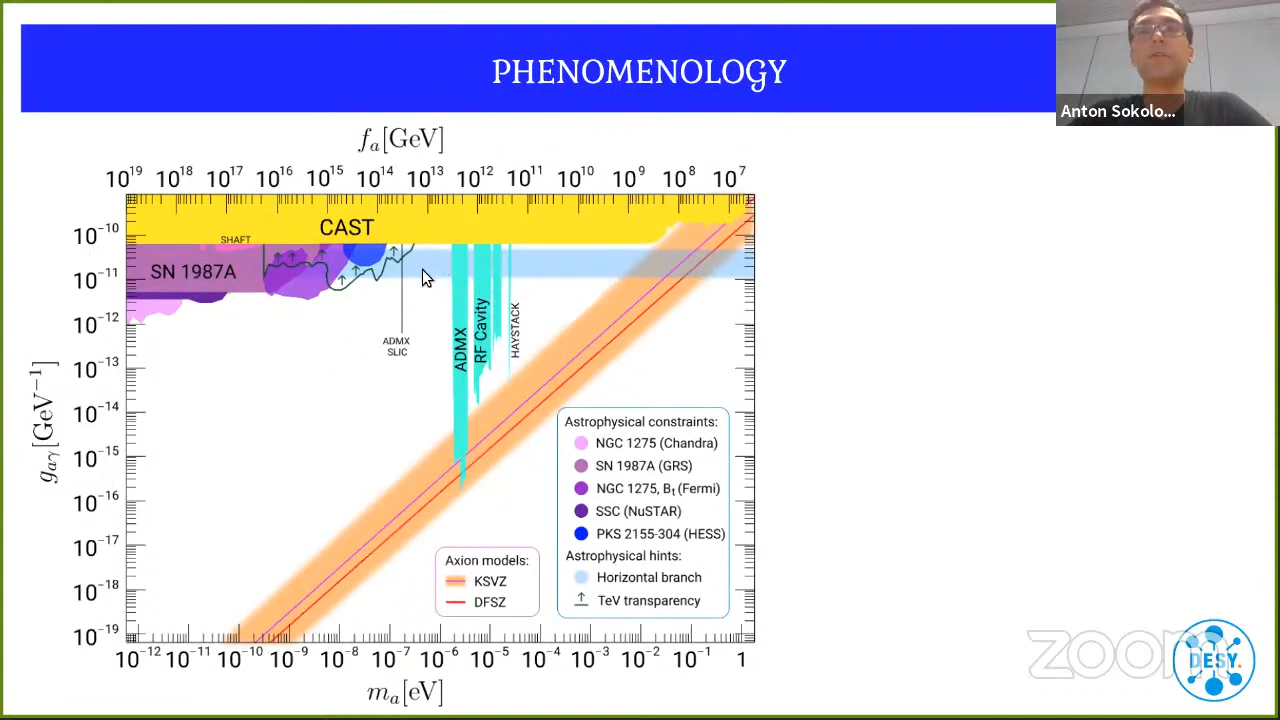 PHENOMENOLOGY
Anton Sokolo...
fₐ[GeV]
10¹⁹ 10¹⁸ 10¹⁷ 10¹⁶ 10¹⁵ 10¹⁴ 10¹³ 10¹² 10¹¹ 10¹⁰ 10⁹ 10⁸ 10⁷
CAST
SHAFT
SN 1987A
ADMX
SLIC
ADMX
RF Cavity
HAYSTACK
g_{aγ}[GeV⁻¹]
10⁻¹⁰
10⁻¹¹
10⁻¹²
10⁻¹³
10⁻¹⁴
10⁻¹⁵
10⁻¹⁶
10⁻¹⁷
10⁻¹⁸
10⁻¹⁹
Astrophysical constraints:
NGC 1275 (Chandra)
SN 1987A (GRS)
NGC 1275, Bₜ (Fermi)
SSC (NuSTAR)
PKS 2155-304 (HESS)
Astrophysical hints:
Horizontal branch
TeV transparency
Axion models:
KSVZ
DFSZ
10⁻¹² 10⁻¹¹ 10⁻¹⁰ 10⁻⁹ 10⁻⁸ 10⁻⁷ 10⁻⁶ 10⁻⁵ 10⁻⁴ 10⁻³ 10⁻² 10⁻¹ 1
mₐ[eV]
zoom
DESY.